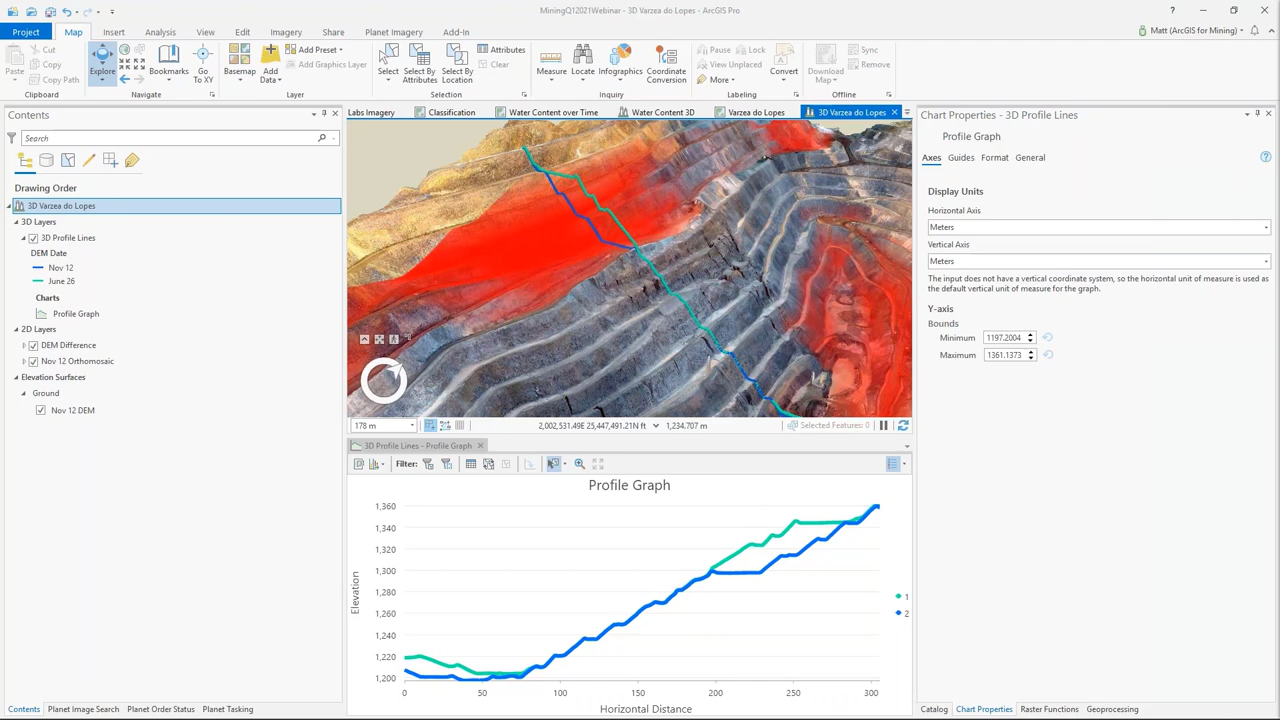 MiningQ12021Webinar - 3D Varzea do Lopes - ArcGIS Pro
Project Map Insert Analysis View Edit Imagery Share Planet Imagery Add-In
Matt (ArcGIS for Mining)
Paste
Cut
Copy
Copy Path
Clipboard
Explore
Bookmarks
Go To XY
Navigate
Basemap
Add Data
Add Preset
Add Graphics Layer
Layer
Select
Select By Attributes
Select By Location
Attributes
Clear
Selection
Measure
Locate
Infographics
Coordinate Conversion
Inquiry
Pause
Lock
View Unplaced
More
Labeling
Convert
Download Map
Sync
Remove
Offline
Contents
Search
Drawing Order
3D Varzea do Lopes
3D Layers
3D Profile Lines
DEM Date
Nov 12
June 26
Charts
Profile Graph
2D Layers
DEM Difference
Nov 12 Orthomosaic
Elevation Surfaces
Ground
Nov 12 DEM
Contents Planet Image Search Planet Order Status Planet Tasking
Labs Imagery Classification Water Content over Time Water Content 3D Varzea do Lopes 3D Varzea do Lopes
178 m
2,002,531.49E 25,447,491.21N ft
1,234.707 m
Selected Features: 0
3D Profile Lines - Profile Graph
Filter:
Profile Graph
Elevation
1,360
1,340
1,320
1,300
1,280
1,260
1,240
1,220
1,200
0 50 100 150 200 250 300
Horizontal Distance
1
2
Chart Properties - 3D Profile Lines
Profile Graph
Axes Guides Format General
Display Units
Horizontal Axis
Meters
Vertical Axis
Meters
The input does not have a vertical coordinate system, so the horizontal unit of measure is used as
the default vertical unit of measure for the graph.
Y-axis
Bounds
Minimum 1197.2004
Maximum 1361.1373
Catalog Chart Properties Raster Functions Geoprocessing